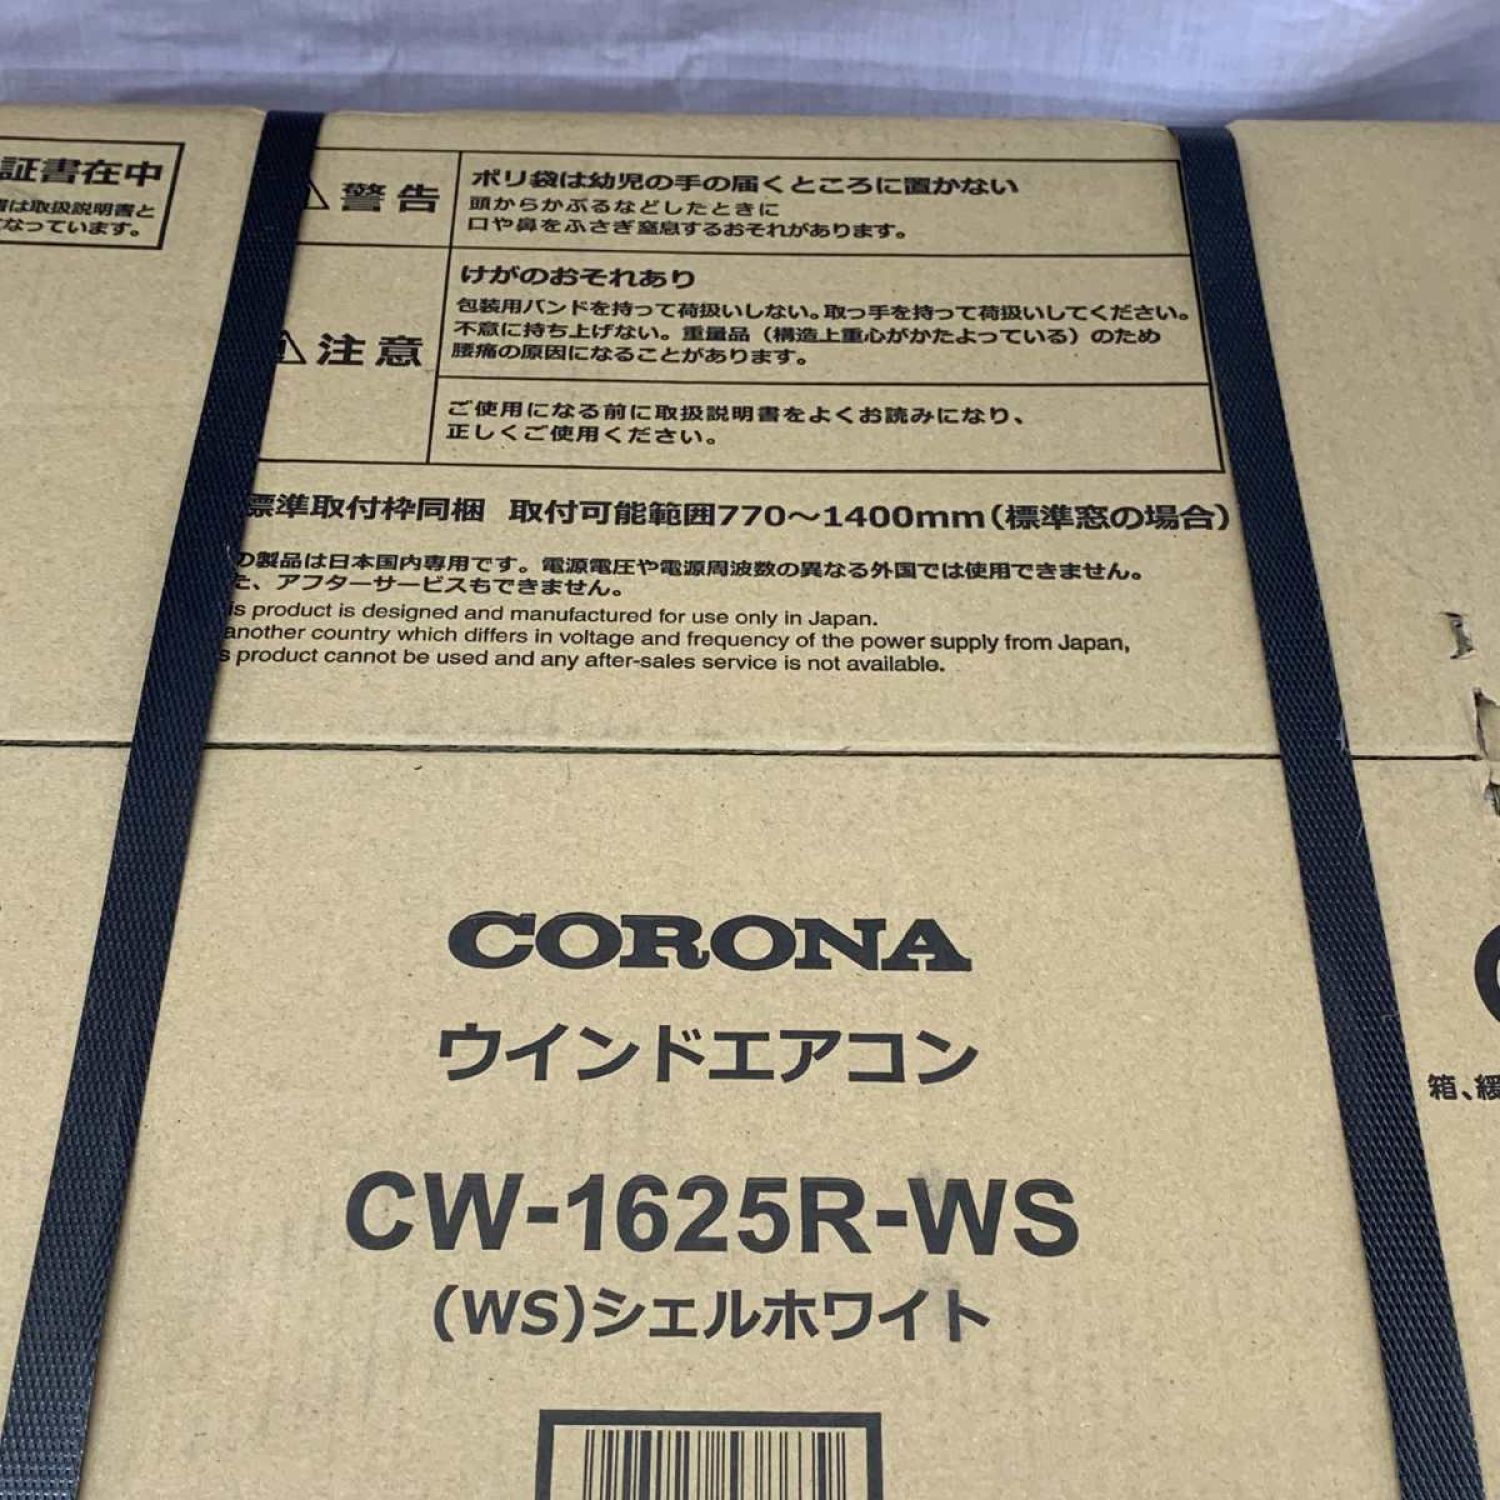 証書在中
は取扱説明書と
なっています。
警告
ポリ袋は幼児の手の届くところに置かない
頭からかぶるなどしたときに
口や鼻をふさぎ窒息するおそれがあります。
注意
けがのおそれあり
包装用バンドを持って荷扱いしない。取っ手を持って荷扱いしてください。
不意に持ち上げない。重量品（構造上重心がかたよっている）のため
腰痛の原因になることがあります。
ご使用になる前に取扱説明書をよくお読みになり、
正しくご使用ください。
標準取付枠同梱 取付可能範囲770～1400mm（標準窓の場合）
の製品は日本国内専用です。電源電圧や電源周波数の異なる外国では使用できません。
た、アフターサービスもできません。
is product is designed and manufactured for use only in Japan.
another country which differs in voltage and frequency of the power supply from Japan,
s product cannot be used and any after-sales service is not available.
CORONA
ウインドエアコン
CW-1625R-WS
(WS)シェルホワイト
箱、緩